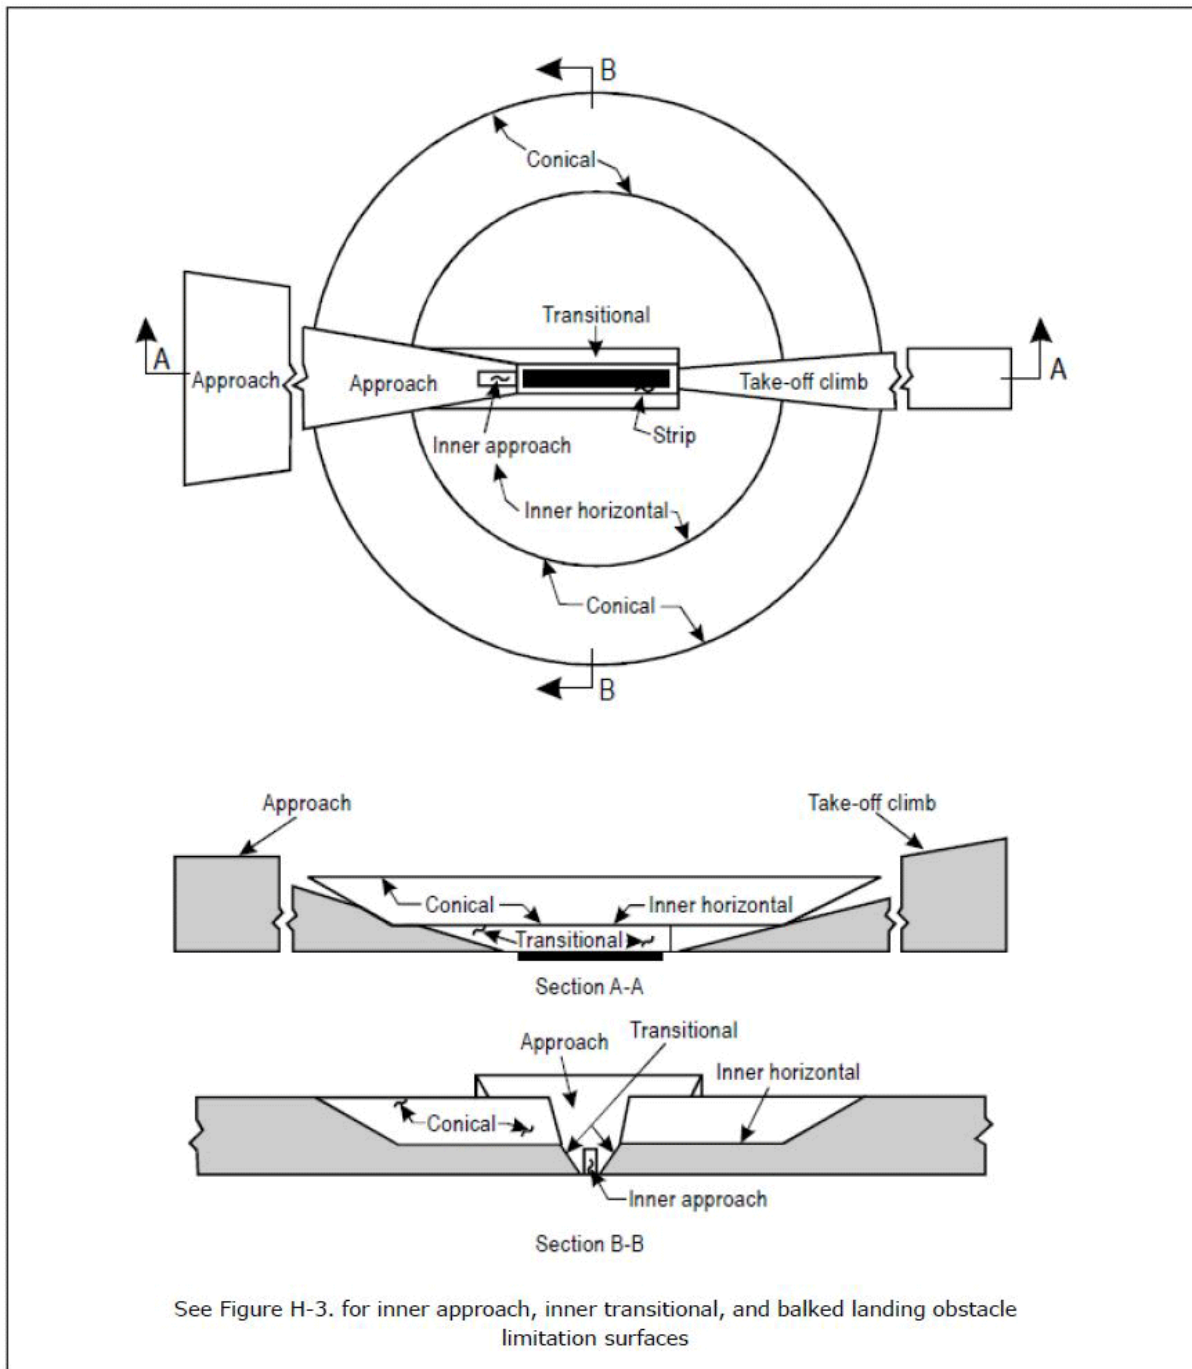 B
Conical
Transitional
A
Approach
Approach
Take-off climb
A
Inner approach
Strip
Inner horizontal
Conical
B
Approach
Take-off climb
Conical
Inner horizontal
Transitional
Section A-A
Transitional
Approach
Inner horizontal
Conical
Inner approach
Section B-B
See Figure H-3. for inner approach, inner transitional, and balked landing obstacle
limitation surfaces